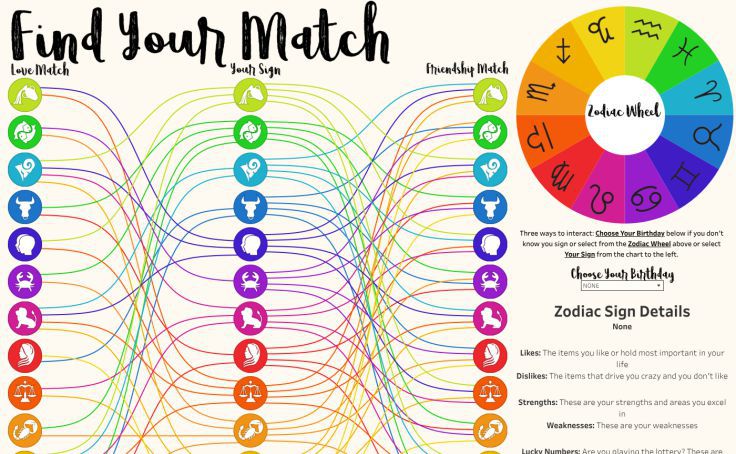 Find Your Match
Love Match
Your Sign
Friendship Match
Zodiac Wheel
Three ways to interact: Choose Your Birthday below if you don't
know you sign or select from the Zodiac Wheel above or select
Your Sign from the chart to the left.
Choose Your Birthday
NONE
Zodiac Sign Details
None
Likes: The items you like or hold most important in your
life
Dislikes: The items that drive you crazy and you don't like
Strengths: These are your strengths and areas you excel
in
Weaknesses: These are your weaknesses
Lucky Numbers: Are you playing the lottery? These are